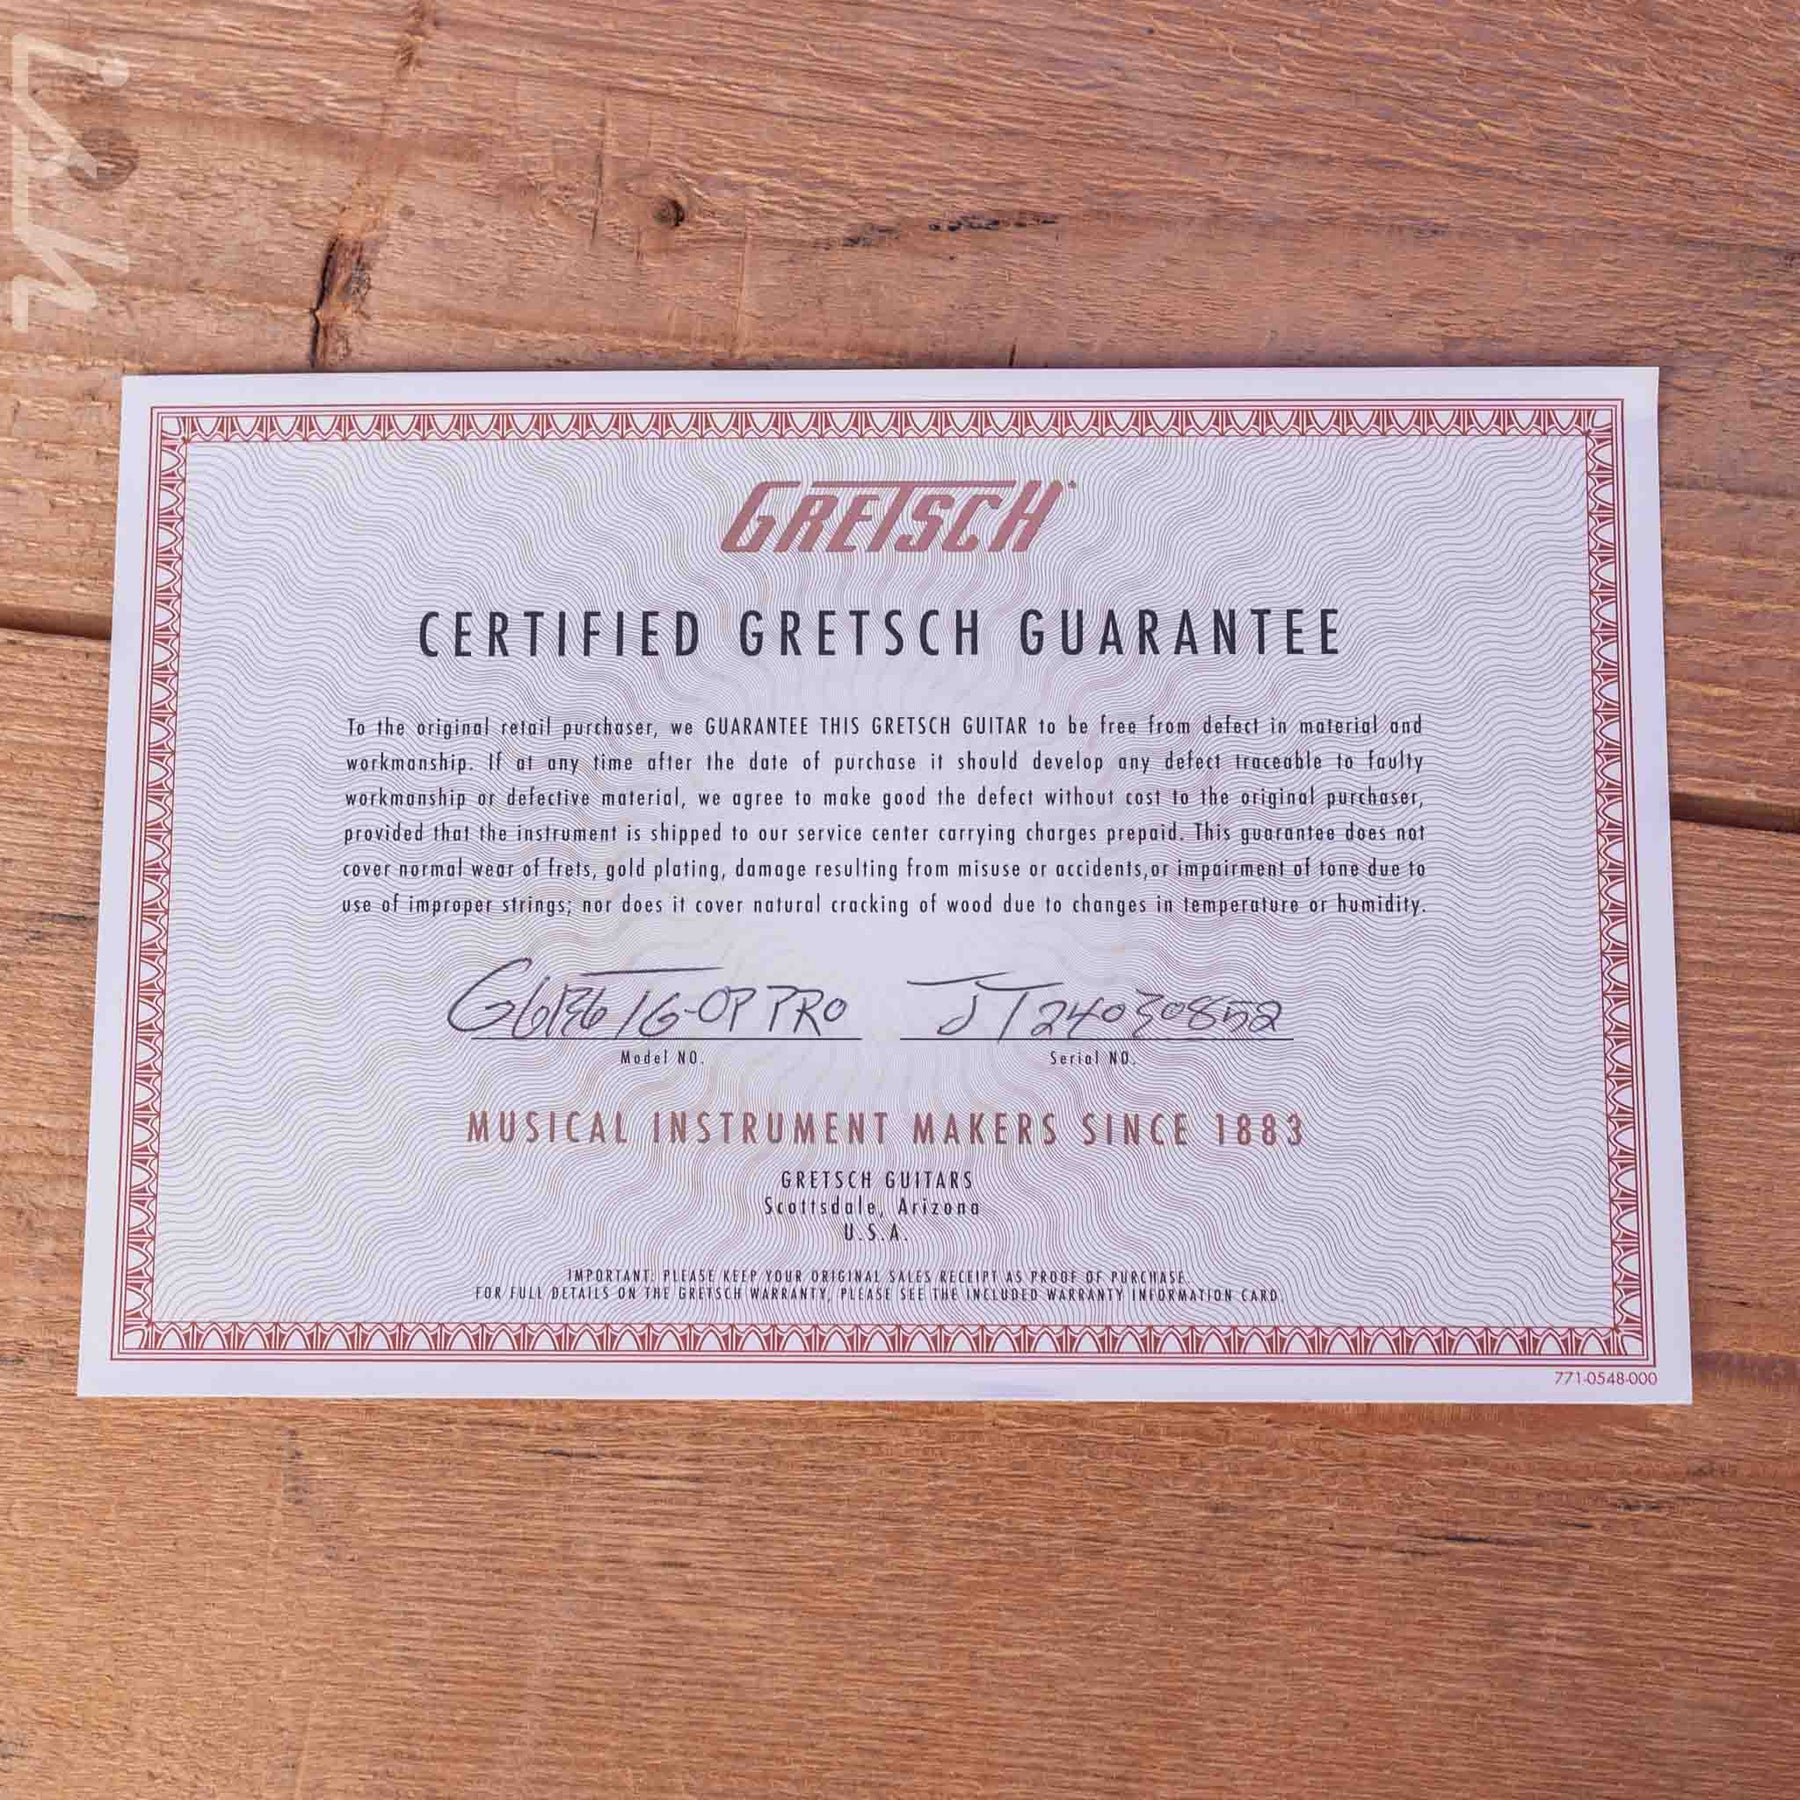 GRETSCH®
CERTIFIED GRETSCH GUARANTEE
To the original retail purchaser, we GUARANTEE THIS GRETSCH GUITAR to be free from defect in material and
workmanship. If at any time after the date of purchase it should develop any defect traceable to faulty
workmanship or defective material, we agree to make good the defect without cost to the original purchaser,
provided that the instrument is shipped to our service center carrying charges prepaid. This guarantee does not
cover normal wear of frets, gold plating, damage resulting from misuse or accidents,or impairment of tone due to
use of improper strings; nor does it cover natural cracking of wood due to changes in temperature or humidity.
G6136TG-OP PRO JT24030852
Model NO. Serial NO.
MUSICAL INSTRUMENT MAKERS SINCE 1883
GRETSCH GUITARS
Scottsdale, Arizona
U.S.A.
IMPORTANT: PLEASE KEEP YOUR ORIGINAL SALES RECEIPT AS PROOF OF PURCHASE.
FOR FULL DETAILS ON THE GRETSCH WARRANTY, PLEASE SEE THE INCLUDED WARRANTY INFORMATION CARD.
771-0548-000